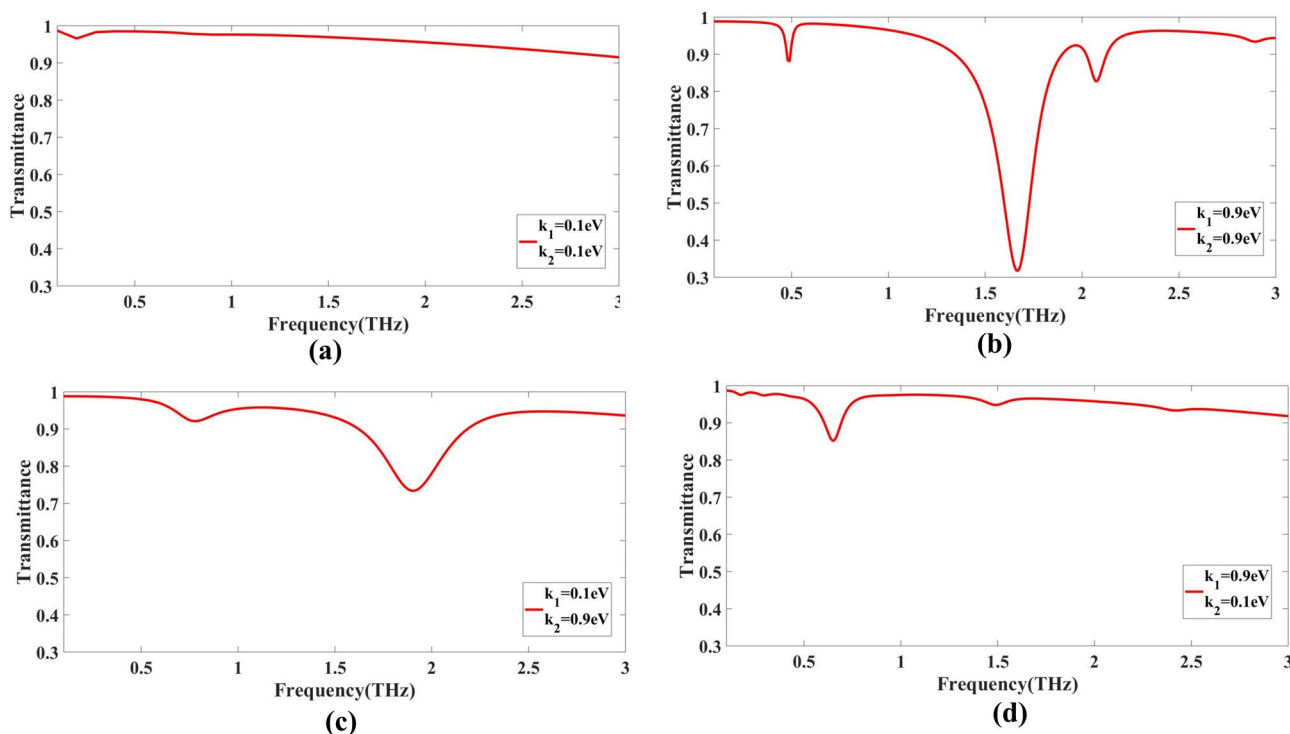 1
0.9
0.8
0.7
0.6
0.5
0.4
0.3
Transmittance
0.5
1
1.5
2
2.5
3
Frequency(THz)
k1=0.1eV
k2=0.1eV
(a)
1
0.9
0.8
0.7
0.6
0.5
0.4
0.3
Transmittance
0.5
1
1.5
2
2.5
3
Frequency(THz)
k1=0.9eV
k2=0.9eV
(b)
1
0.9
0.8
0.7
0.6
0.5
0.4
0.3
Transmittance
0.5
1
1.5
2
2.5
3
Frequency(THz)
k1=0.1eV
k2=0.9eV
(c)
1
0.9
0.8
0.7
0.6
0.5
0.4
0.3
Transmittance
0.5
1
1.5
2
2.5
3
Frequency(THz)
k1=0.9eV
k2=0.1eV
(d)